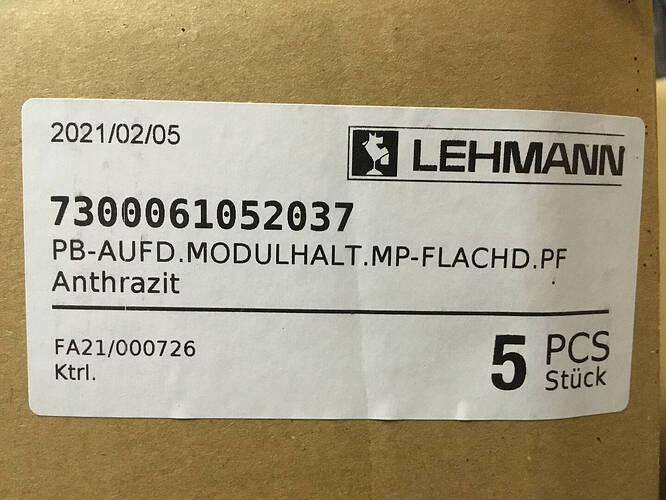 2021/02/05
LEHMANN
7300061052037
PB-AUFD.MODULHALT.MP-FLACHD.PF
Anthrazit
FA21/000726
Ktrl.
5 PCS
Stück